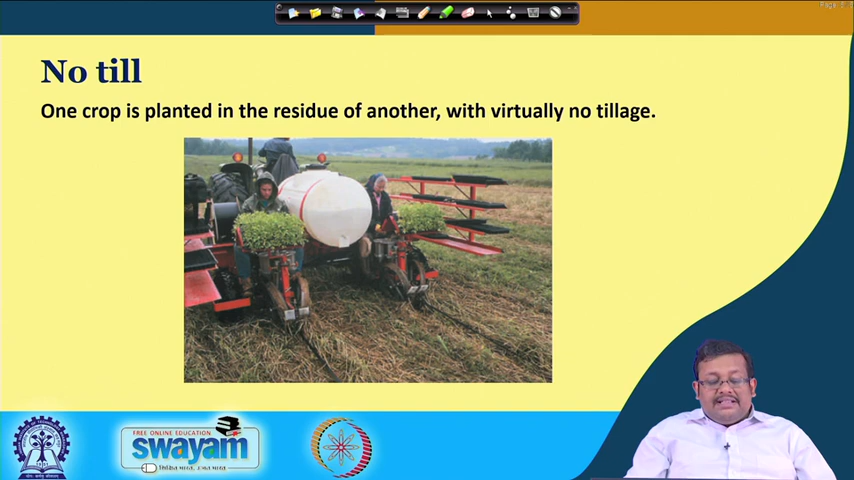 No till
One crop is planted in the residue of another, with virtually no tillage.
FREE ONLINE EDUCATION
swayam